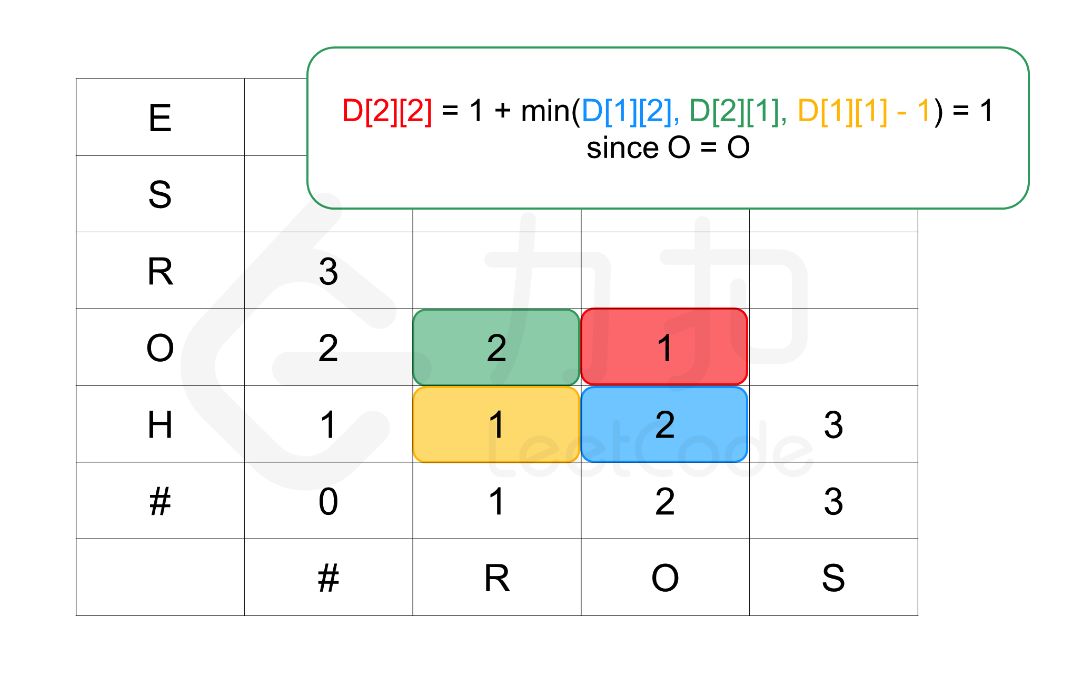 D[2][2] = 1 + min(D[1][2], D[2][1], D[1][1] - 1) = 1
since O = O
E
S
R 3
O 2 2 1
H 1 1 2 3
# 0 1 2 3
# R O S
力扣
LeetCode